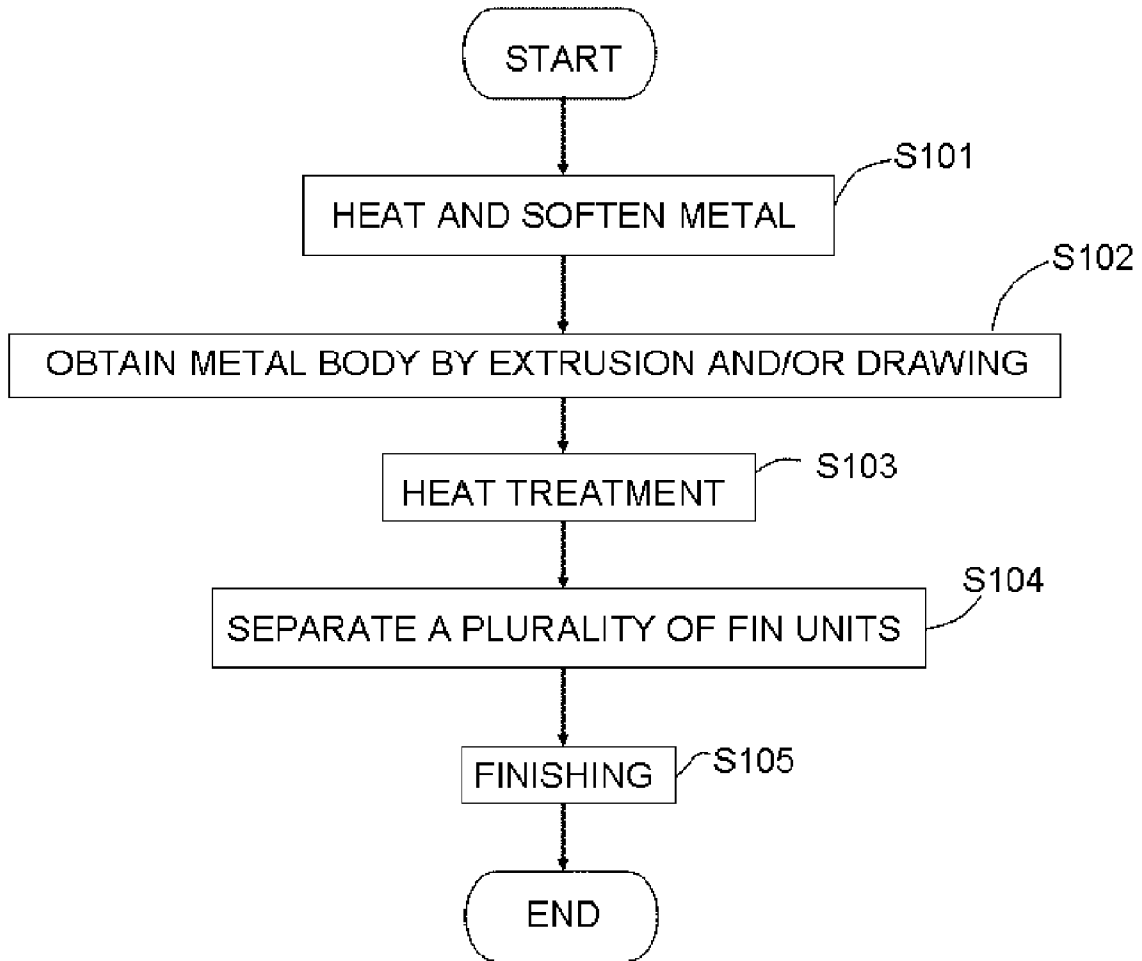 START
S101
HEAT AND SOFTEN METAL
S102
OBTAIN METAL BODY BY EXTRUSION AND/OR DRAWING
S103
HEAT TREATMENT
S104
SEPARATE A PLURALITY OF FIN UNITS
S105
FINISHING
END